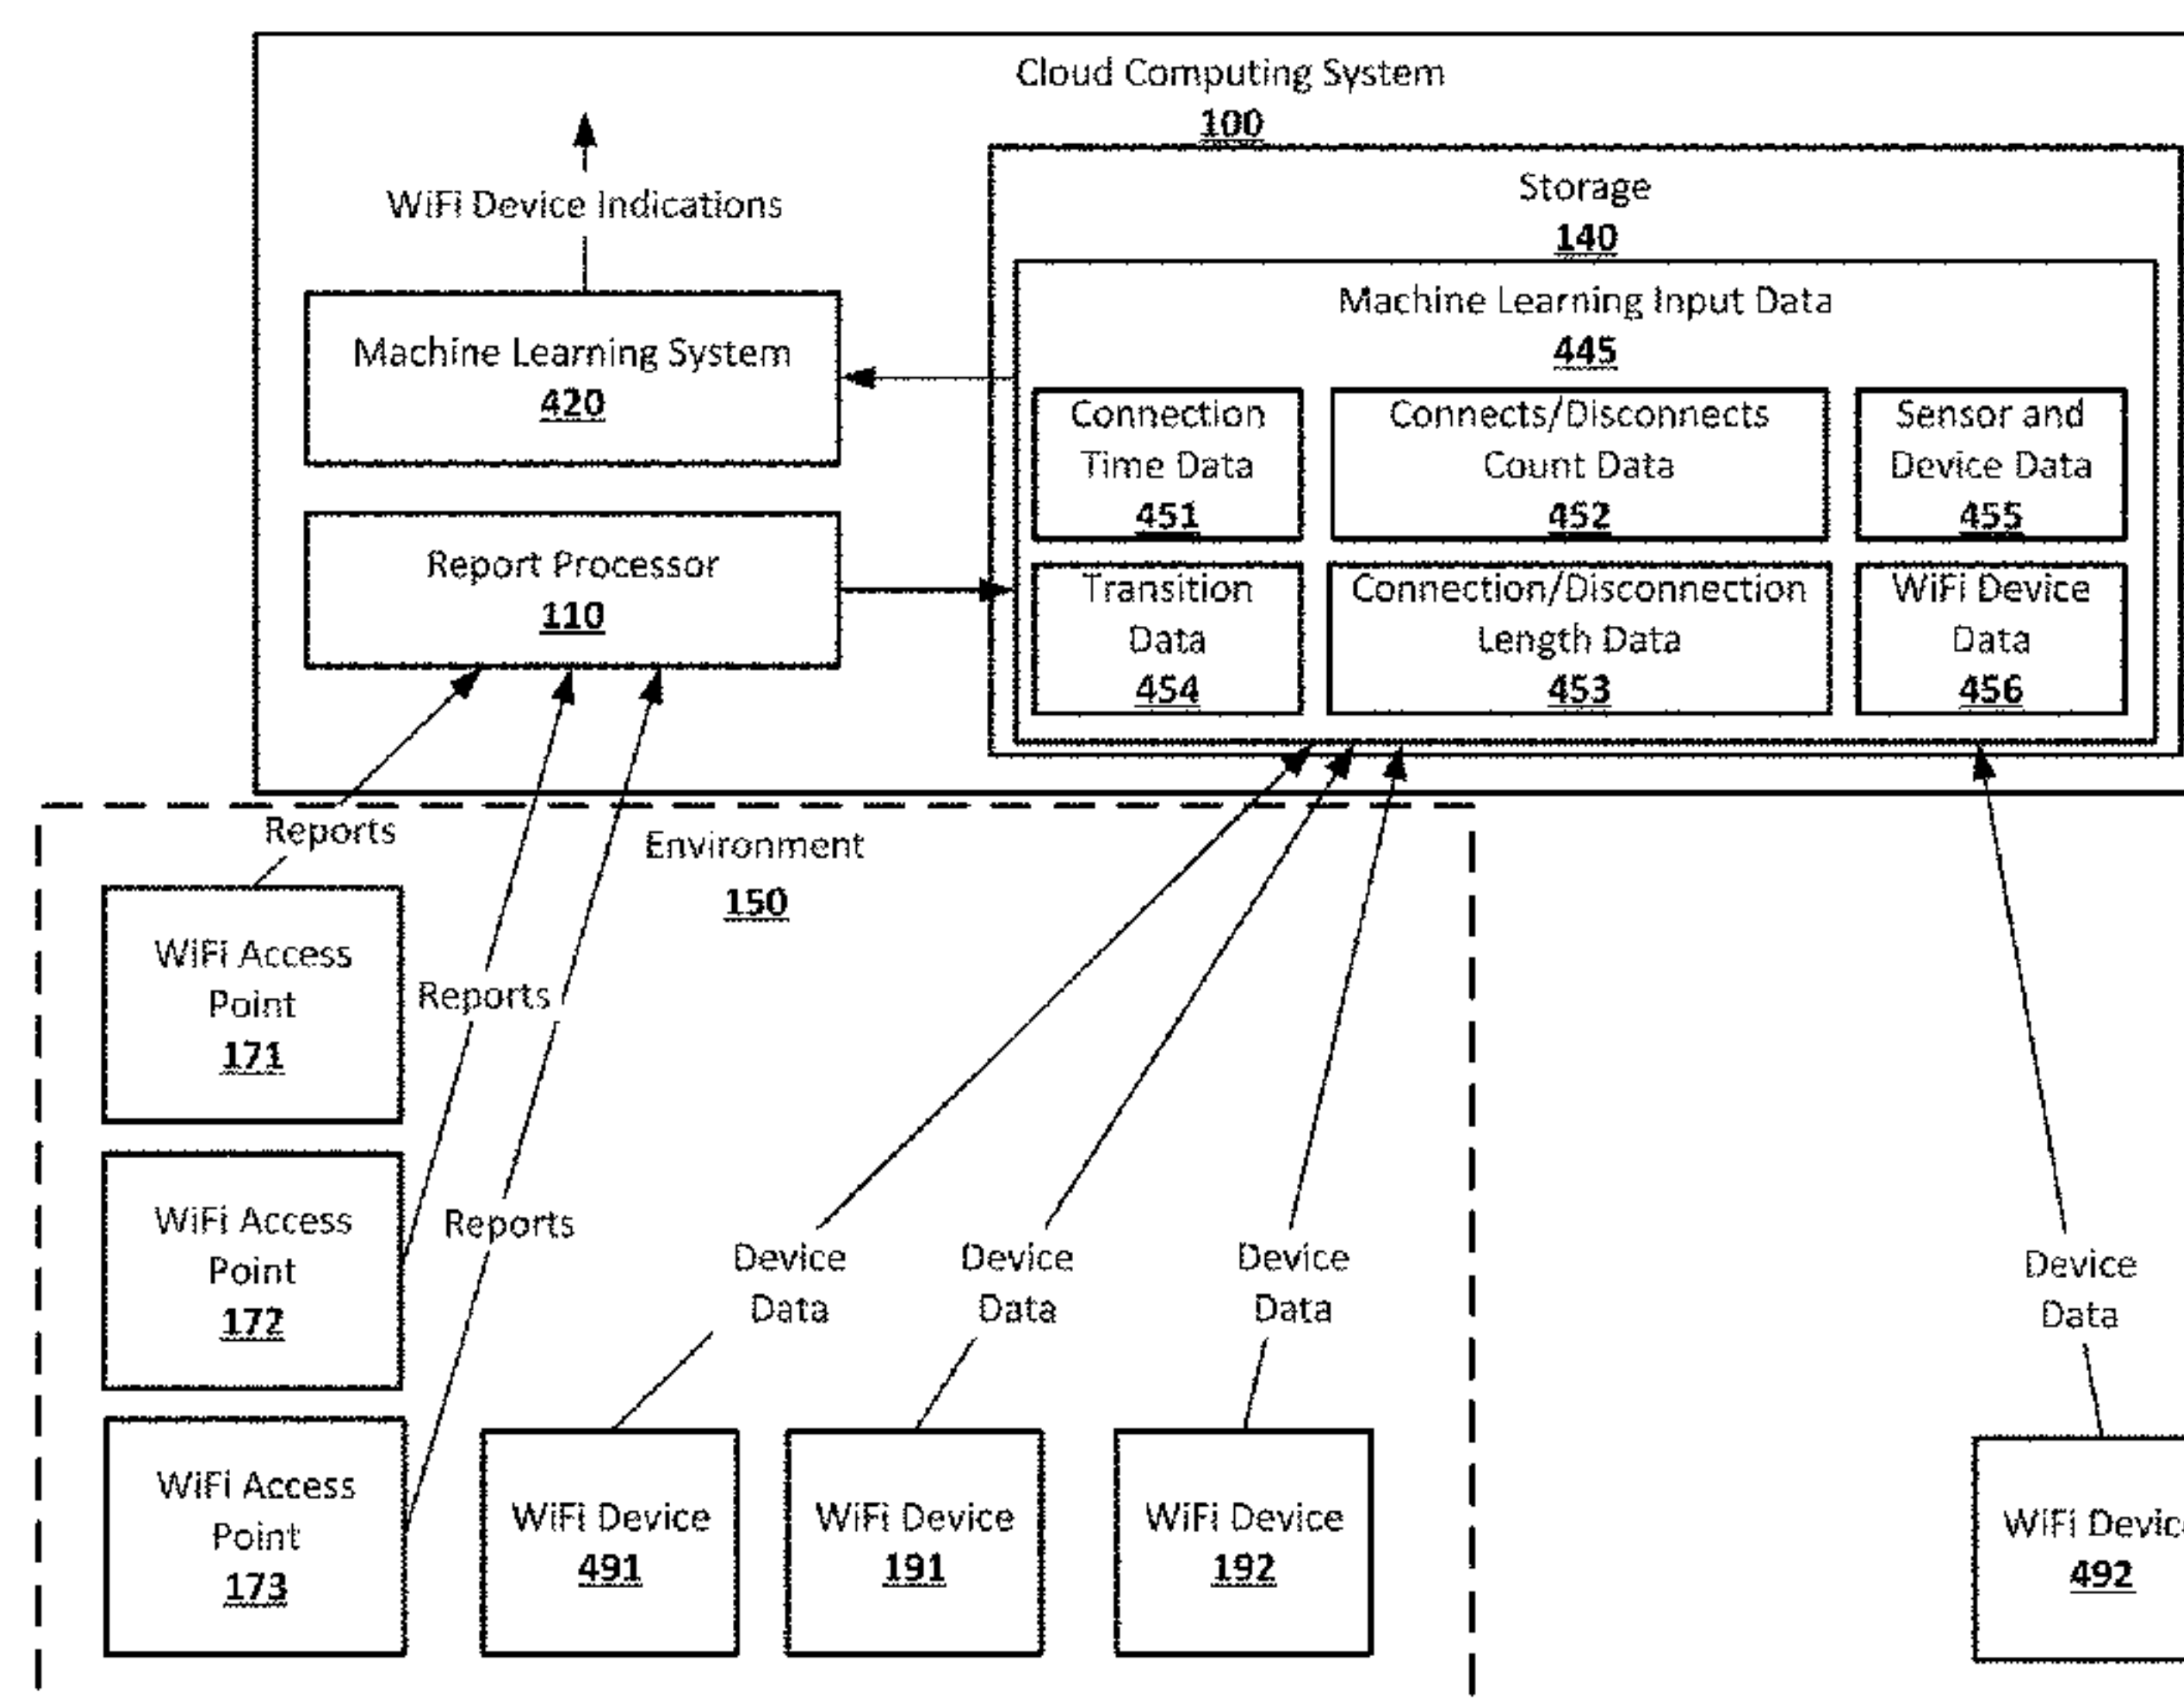 Cloud Computing System
100
WiFi Device Indications
Storage
140
Machine Learning System
420
Machine Learning Input Data
445
Connection
Time Data
451
Connects/Disconnects
Count Data
452
Sensor and
Device Data
455
Report Processor
110
Transition
Data
454
Connection/Disconnection
Length Data
453
WiFi Device
Data
456
Reports
Environment
150
WiFi Access
Point
171
Reports
WiFi Access
Point
172
Reports
Device
Data
Device
Data
Device
Data
Device
Data
WiFi Access
Point
173
WiFi Device
491
WiFi Device
191
WiFi Device
192
WiFi Devic
492